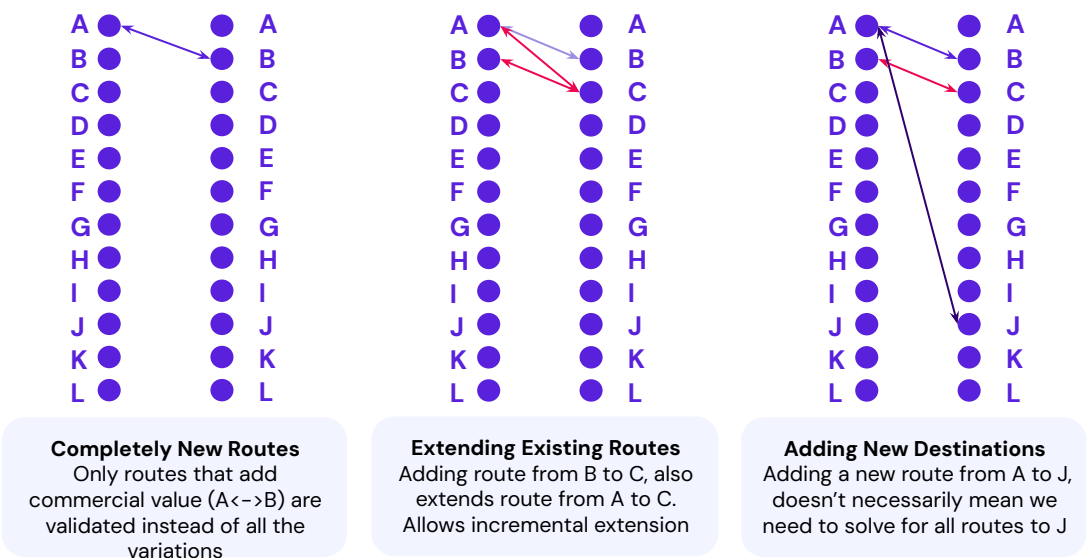 A A A A A A
B B B B B B
C C C C C C
D D D D D D
E E E E E E
F F F F F F
G G G G G G
H H H H H H
I I I I I I
J J J J J J
K K K K K K
L L L L L L
Completely New Routes
Only routes that add
commercial value (A<->B) are
validated instead of all the
variations
Extending Existing Routes
Adding route from B to C, also
extends route from A to C.
Allows incremental extension
Adding New Destinations
Adding a new route from A to J,
doesn't necessarily mean we
need to solve for all routes to J